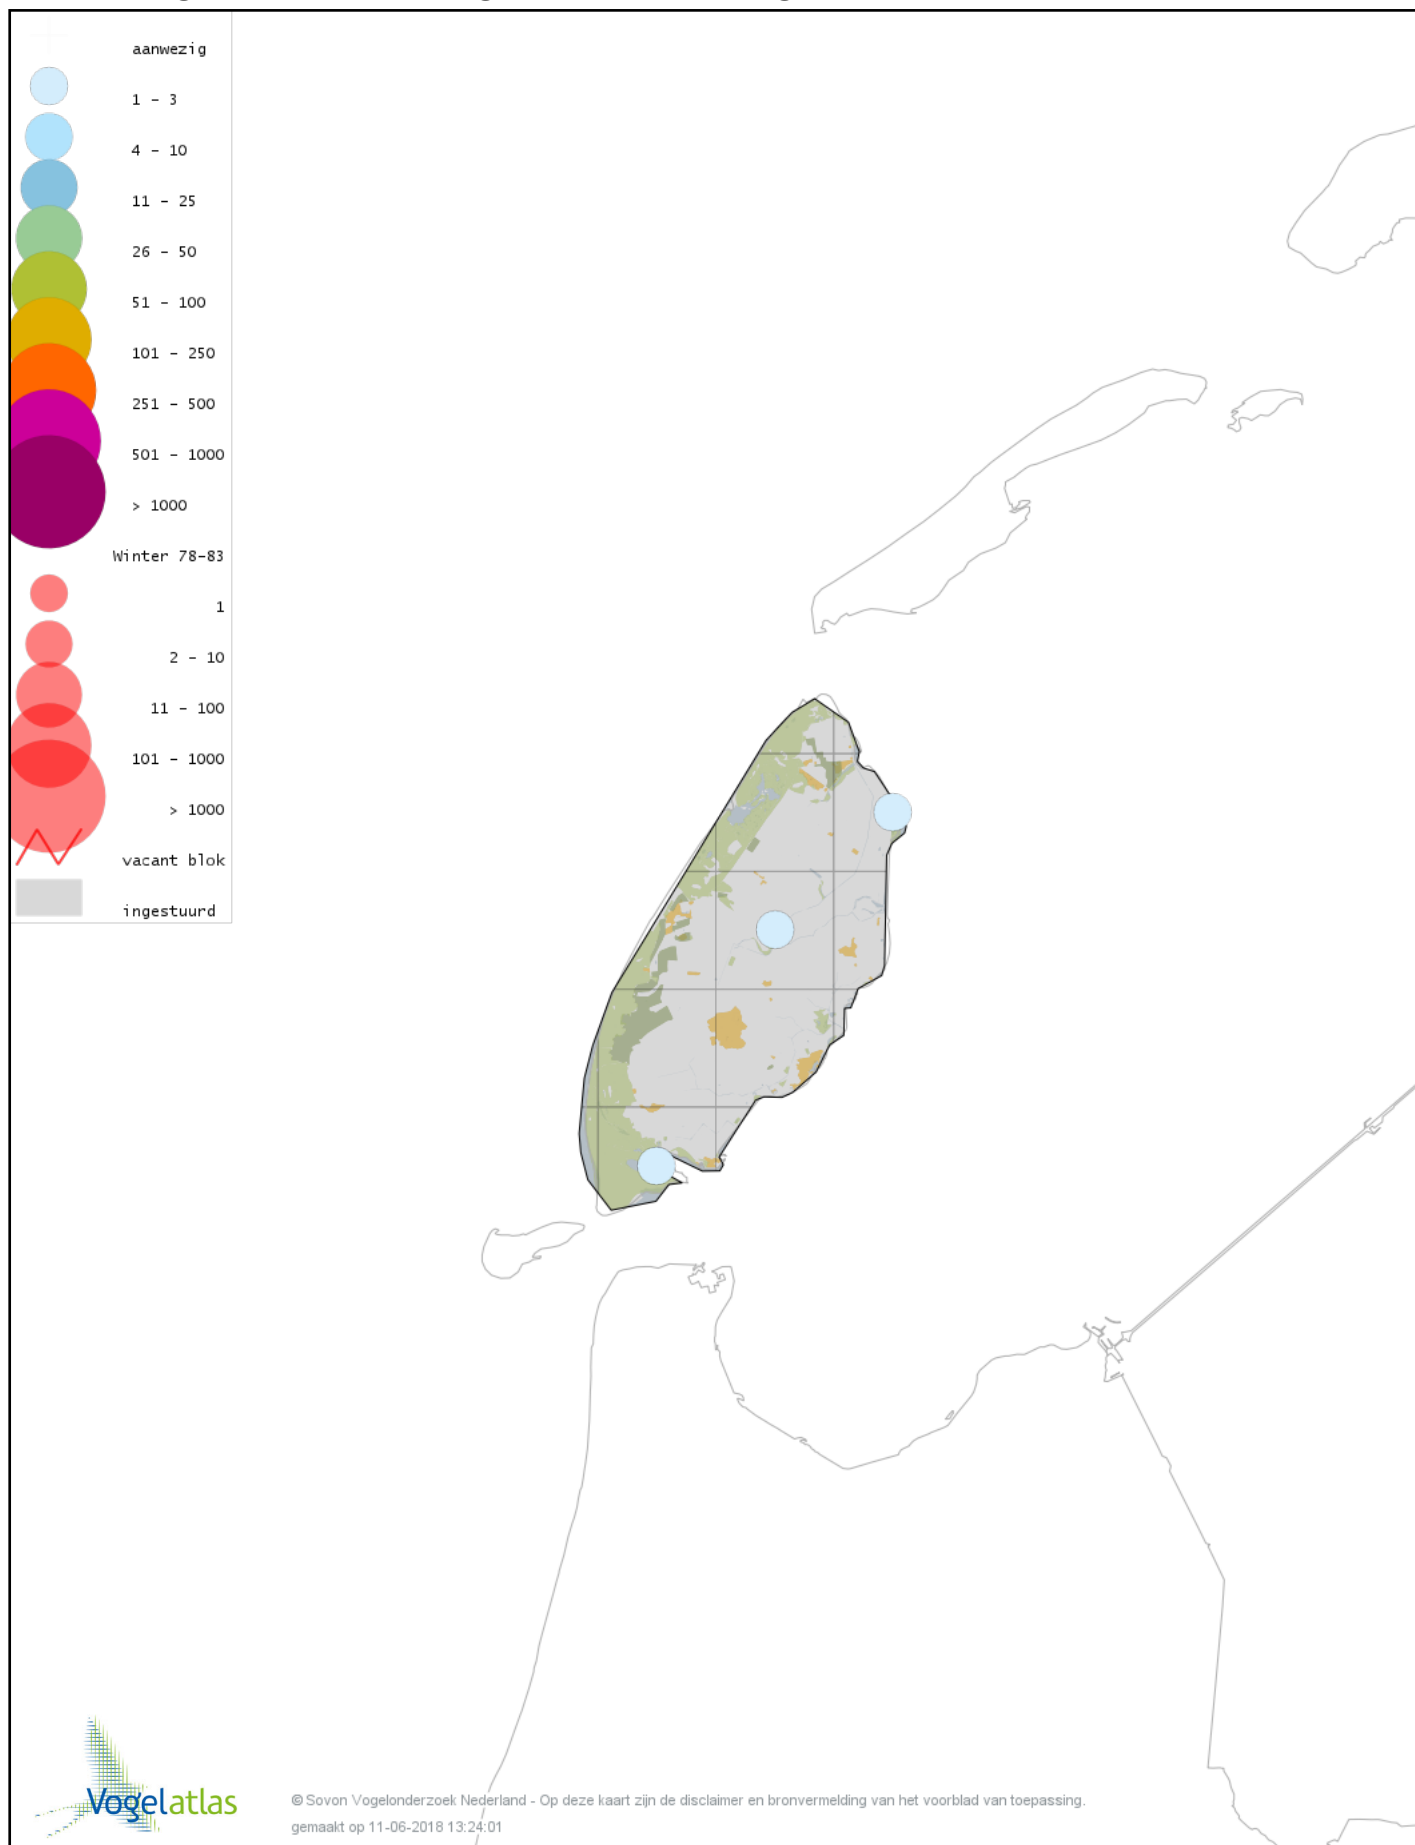 aanwezig
1 - 3
4 - 10
11 - 25
26 - 50
51 - 100
101 - 250
251 - 500
501 - 1000
> 1000
Winter 78-83
1
2 - 10
11 - 100
101 - 1000
> 1000
vacant blok
ingestuurd
Vogelatlas
© Sovon Vogelonderzoek Nederland - Op deze kaart zijn de disclaimer en bronvermelding van het voorblad van toepassing.
gemaakt op 11-06-2018 13:24:01